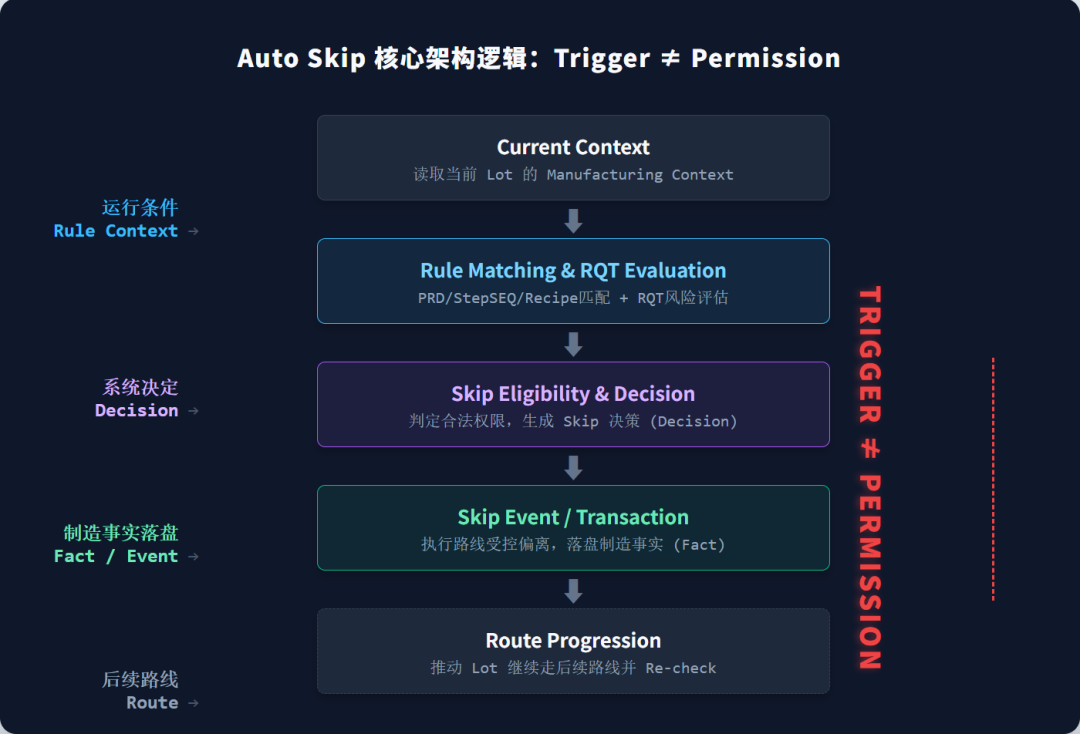 Auto Skip 核心架构逻辑：Trigger ≠ Permission
Current Context
读取当前 Lot 的 Manufacturing Context
运行条件
Rule Context →
Rule Matching & RQT Evaluation
PRD/StepSEQ/Recipe匹配 + RQT风险评估
系统决定
Decision →
Skip Eligibility & Decision
判定合法权限，生成 Skip 决策 (Decision)
制造事实落盘
Fact / Event →
Skip Event / Transaction
执行路线受控偏离，落盘制造事实 (Fact)
后续路线
Route →
Route Progression
推动 Lot 继续走后续路线并 Re-check
TRIGGER ≠ PERMISSION